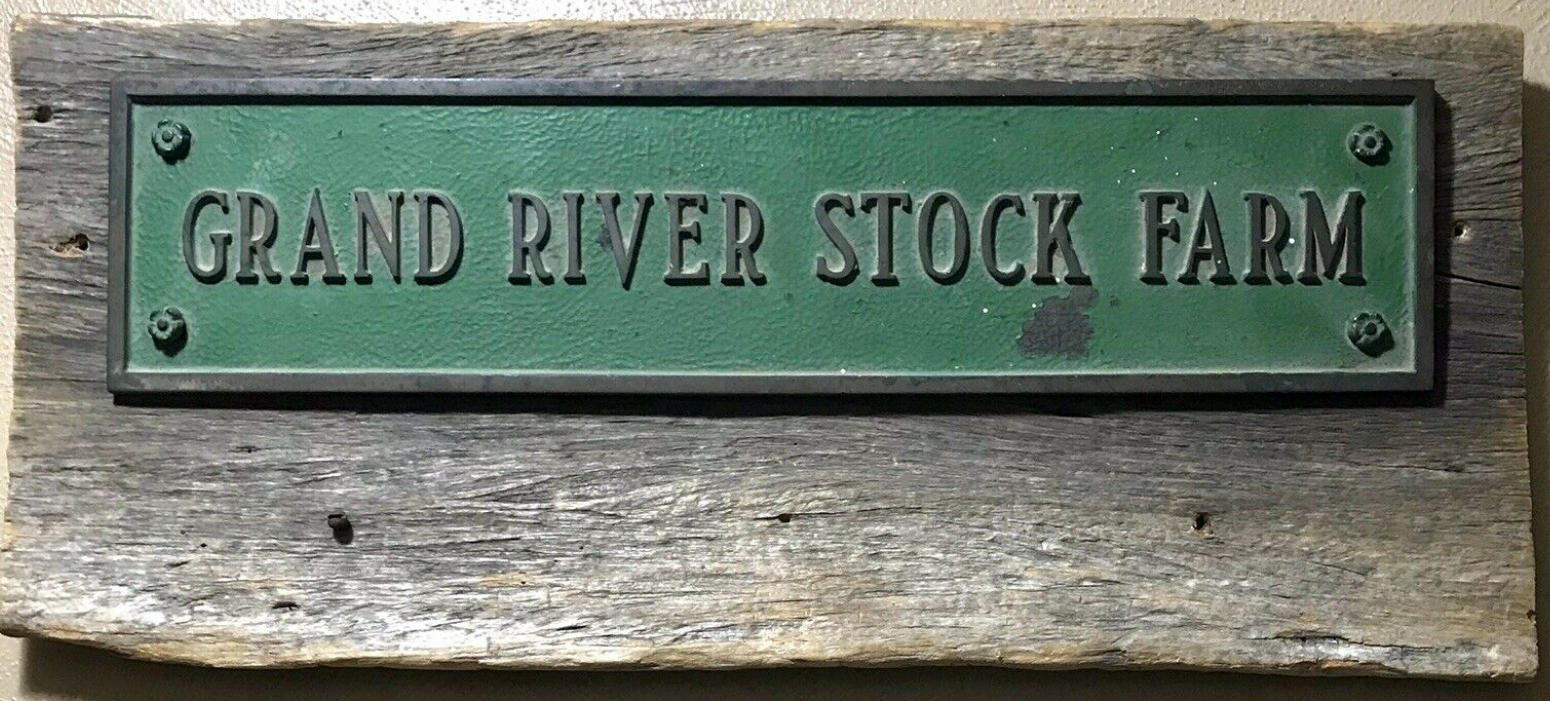 GRAND RIVER STOCK FARM